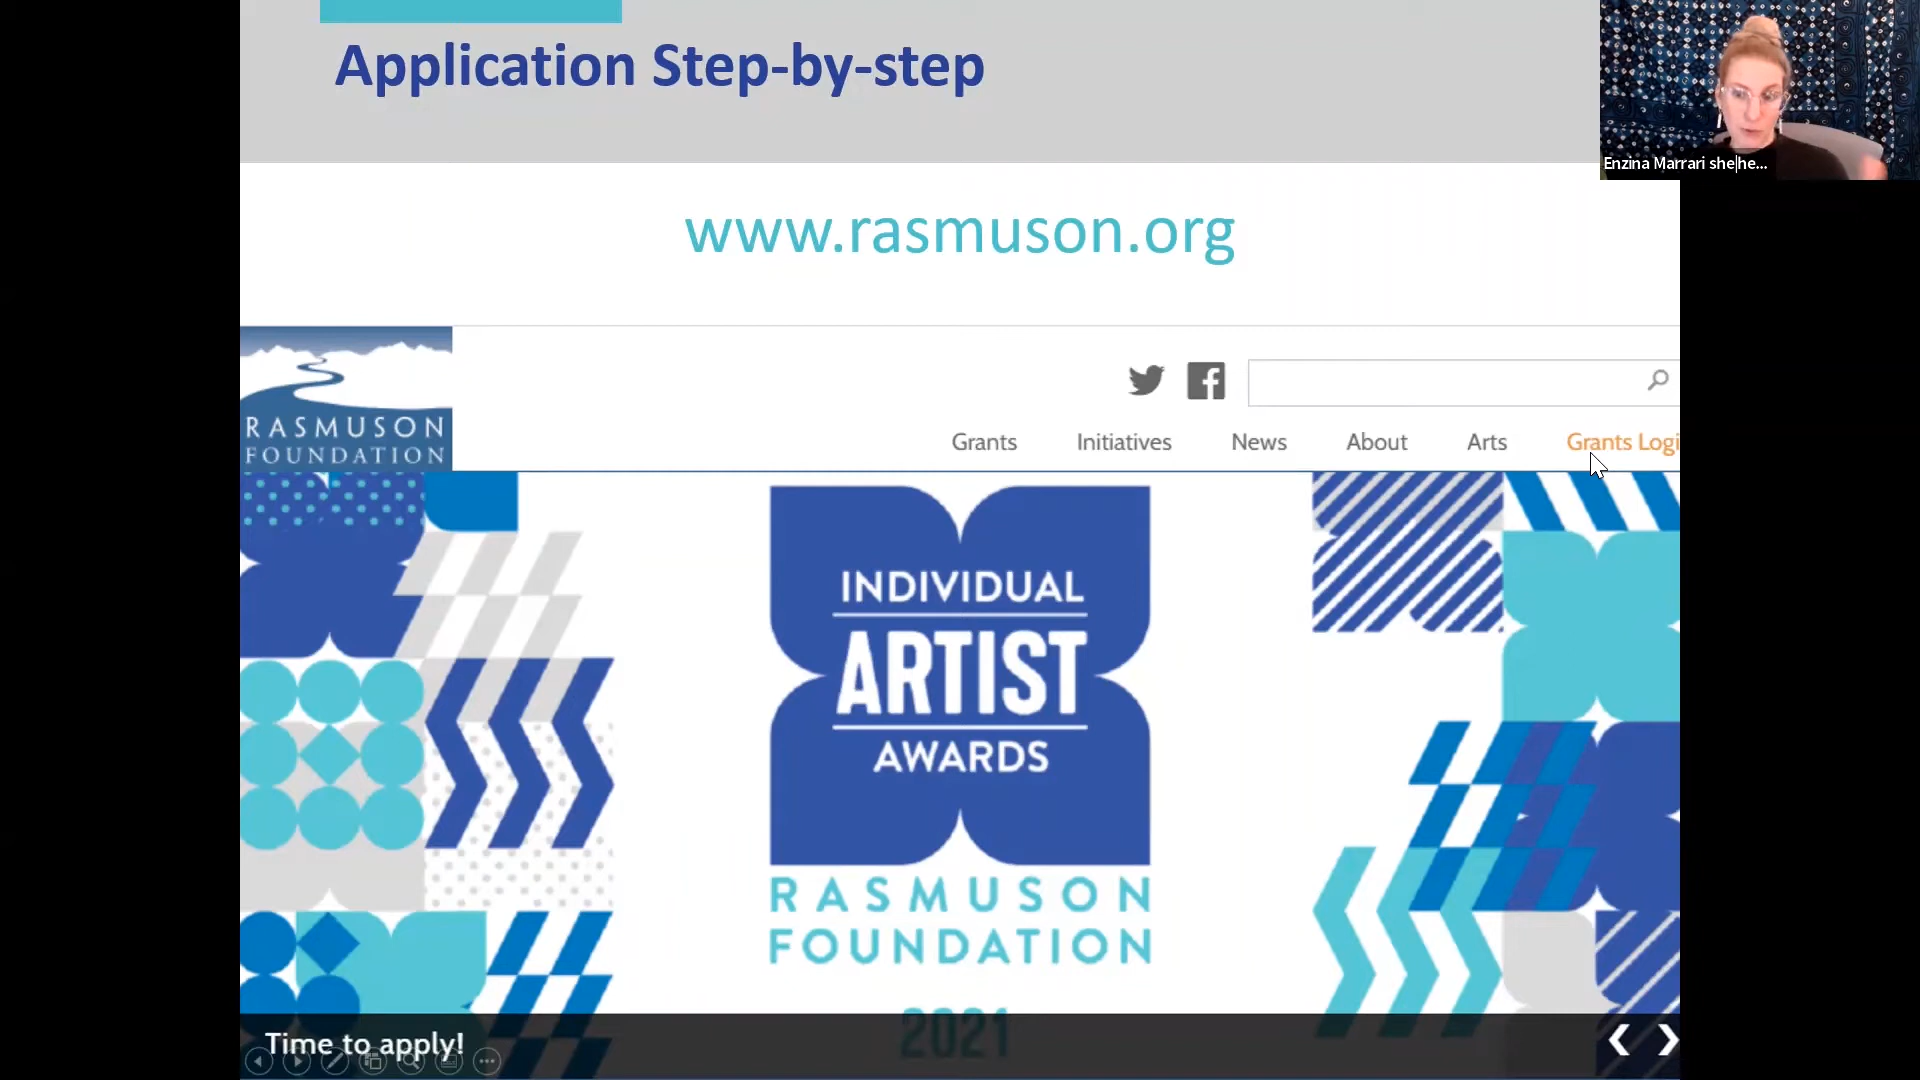 Application Step-by-step
Enzina Marrari she|he...
www.rasmuson.org
RASMUSON
FOUNDATION
Grants Initiatives News About Arts Grants Logi
INDIVIDUAL
ARTIST
AWARDS
RASMUSON
FOUNDATION
2021
Time to apply!